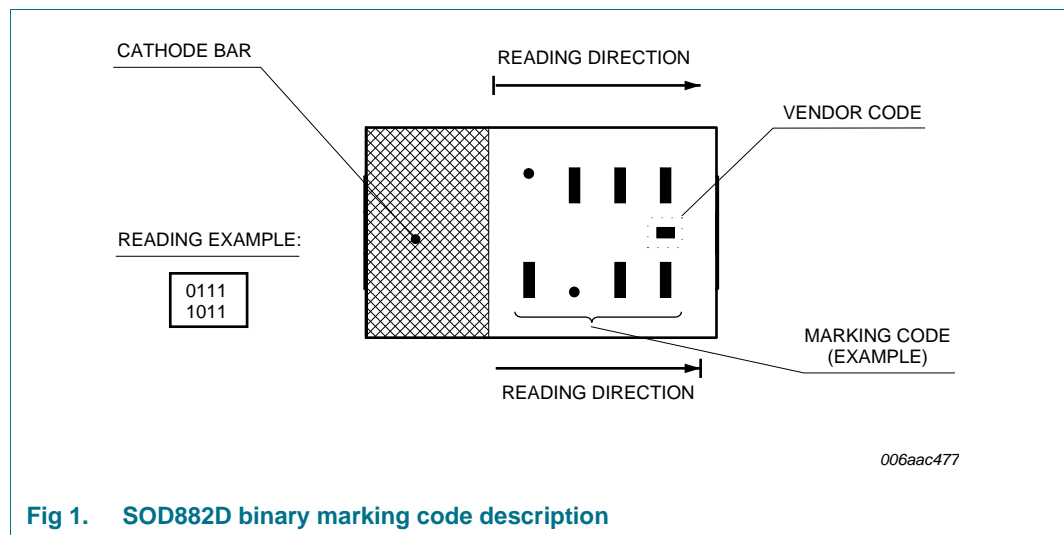 CATHODE BAR
READING DIRECTION
VENDOR CODE
READING EXAMPLE:
0111
1011
MARKING CODE
(EXAMPLE)
READING DIRECTION
006aac477
Fig 1. SOD882D binary marking code description